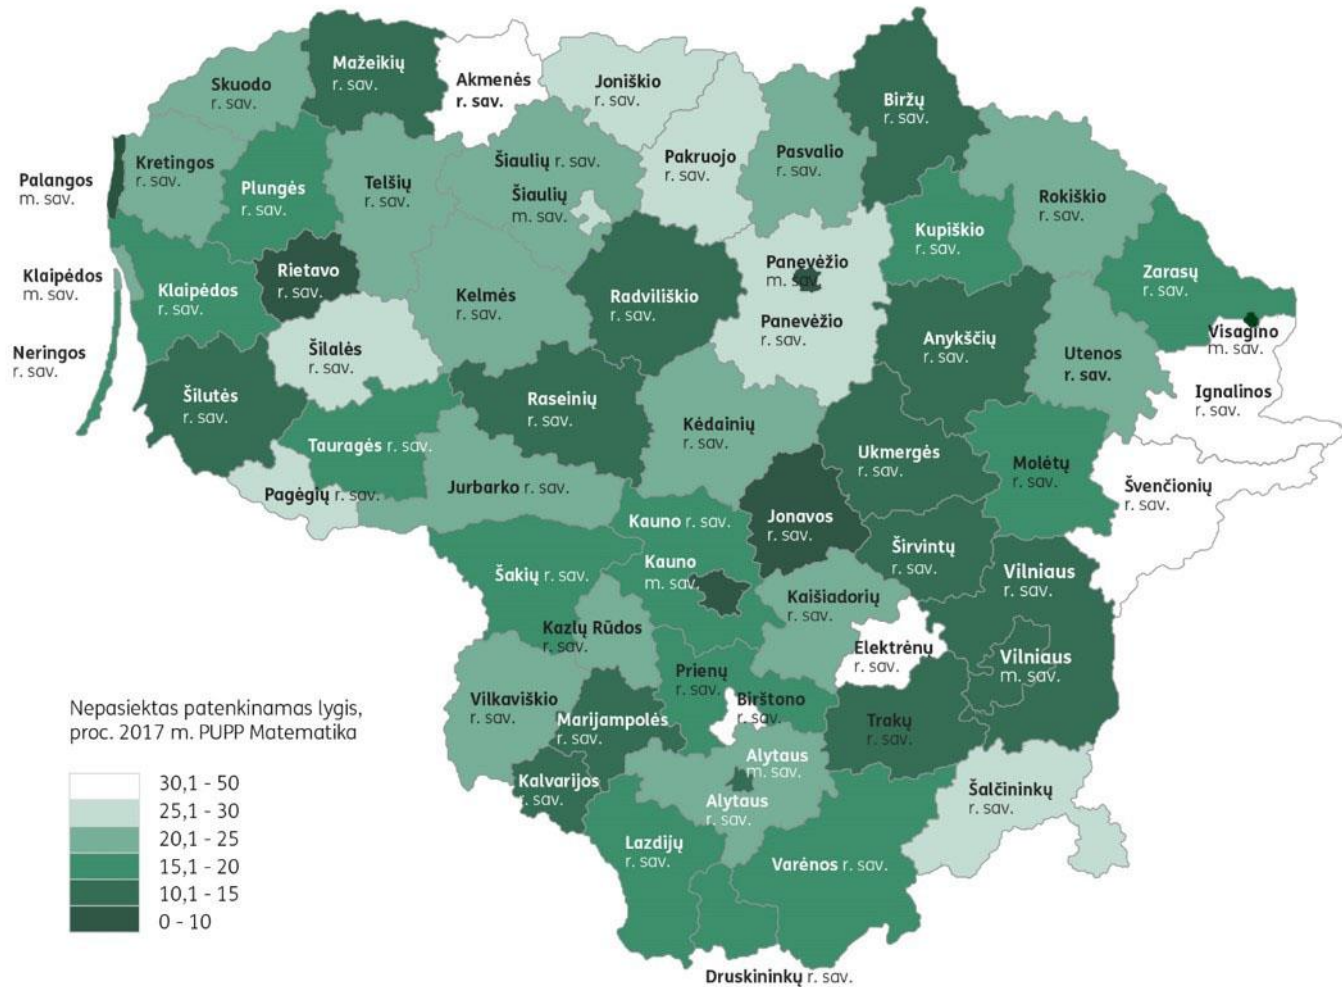 Mažeikių
r. sav.
Skuodo
r. sav.
Akmenės
r. sav.
Joniškio
r. sav.
Biržų
r. sav.
Kretingos
r. sav.
Palangos
m. sav.
Plungės
r. sav.
Telšių
r. sav.
Šiaulių r. sav.
Šiaulių
m. sav.
Pakruojo
r. sav.
Pasvalio
r. sav.
Rokiškio
r. sav.
Kupiškio
r. sav.
Klaipėdos
m. sav.
Klaipėdos
r. sav.
Rietavo
r. sav.
Kelmės
r. sav.
Radviliškio
r. sav.
Panevėžio
m. sav.
Panevėžio
r. sav.
Zarasų
r. sav.
Visagino
m. sav.
Neringos
r. sav.
Šilalės
r. sav.
Anykščių
r. sav.
Utenos
r. sav.
Ignalinos
r. sav.
Šilutės
r. sav.
Raseinių
r. sav.
Tauragės r. sav.
Kėdainių
r. sav.
Ukmergės
r. sav.
Molėtų
r. sav.
Švenčionių
r. sav.
Pagėgių r. sav.
Jurbarko r. sav.
Kauno r. sav.
Jonavos
r. sav.
Širvintų
r. sav.
Šakių r. sav.
Kauno
m. sav.
Vilniaus
r. sav.
Kaišiadorių
r. sav.
Kazlų Rūdos
r. sav.
Elektrėnų
r. sav.
Vilniaus
m. sav.
Prienų
r. sav.
Vilkaviškio
r. sav.
Birštono
r. sav.
Marijampolės
r. sav.
Trakų
r. sav.
Alytaus
m. sav.
Kalvarijos
r. sav.
Alytaus
r. sav.
Šalčininkų
r. sav.
Lazdijų
r. sav.
Varėnos r. sav.
Druskininkų r. sav.
Nepasiektas patenkinamas lygis,
proc. 2017 m. PUPP Matematika
30,1 - 50
25,1 - 30
20,1 - 25
15,1 - 20
10,1 - 15
0 - 10